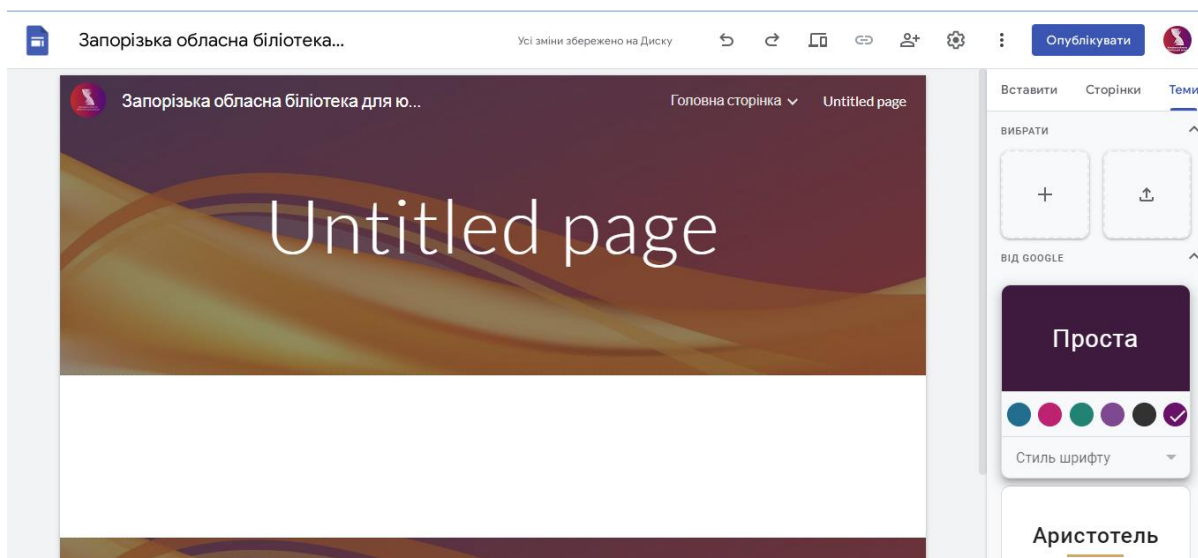 Запорізька обласна біліотека...
Усі зміни збережено на Диску
Опублікувати
Запорізька обласна біліотека для ю...
Головна сторінка
Untitled page
Untitled page
Вставити
Сторінки
Теми
ВИБРАТИ
ВІД GOOGLE
Проста
Стиль шрифту
Аристотель